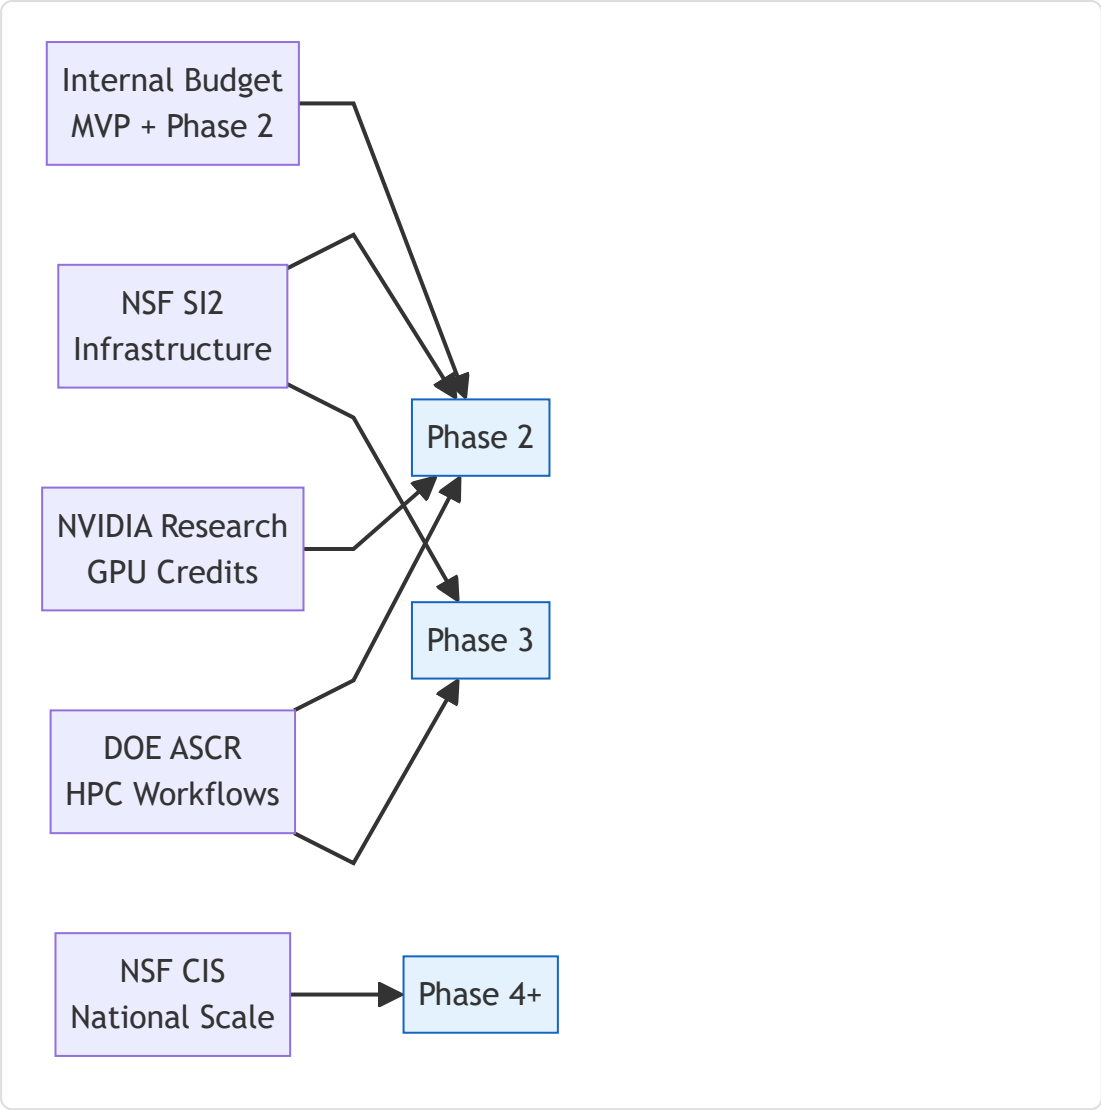 Internal Budget
MVP + Phase 2
NSF SI2
Infrastructure
Phase 2
NVIDIA Research
GPU Credits
Phase 3
DOE ASCR
HPC Workflows
NSF CIS
National Scale
Phase 4+